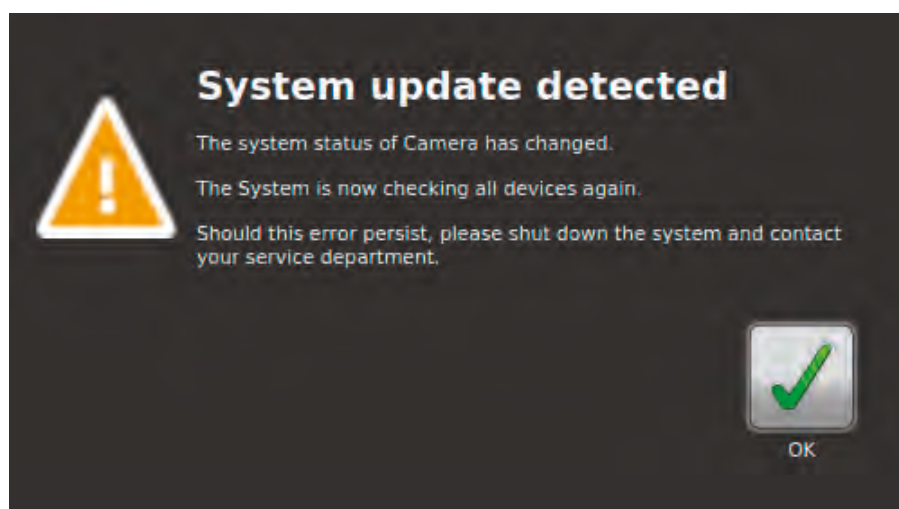 System update detected
The system status of Camera has changed.
The System is now checking all devices again.
Should this error persist, please shut down the system and contact
your service department.
OK